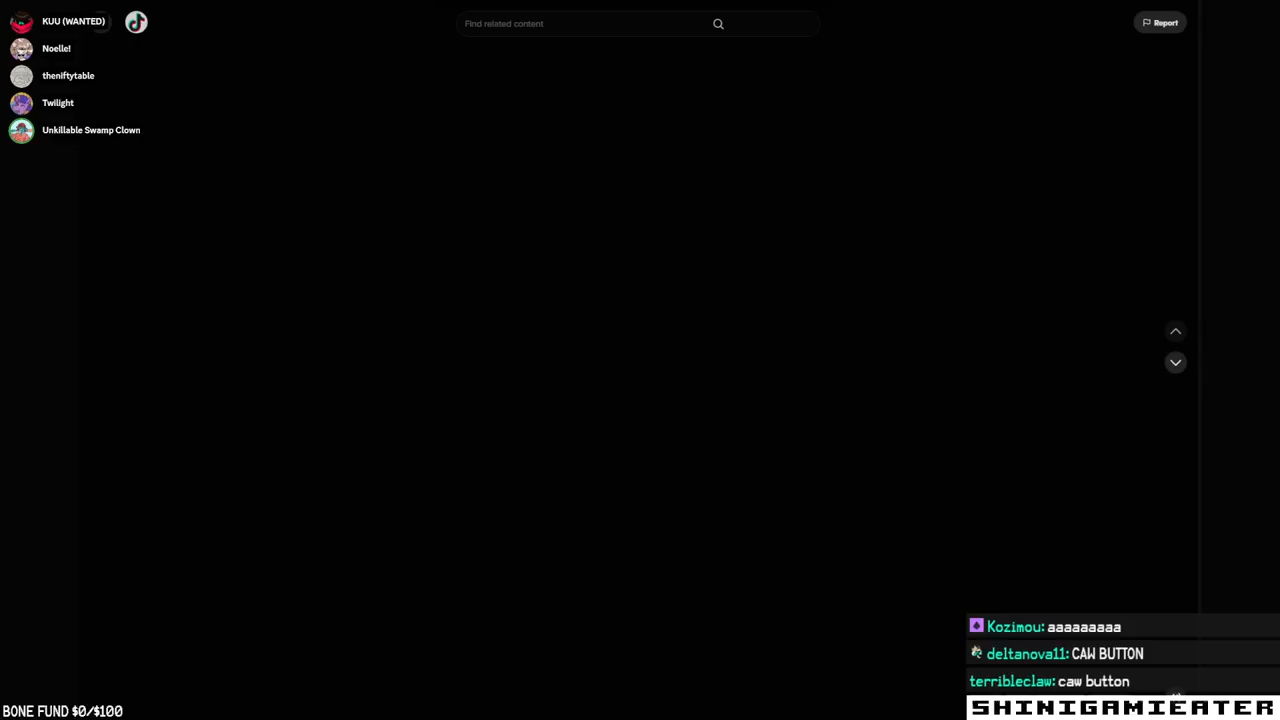 KUU (WANTED)
Find related content
Report
Noelle!
theniftytable
Twilight
Unkillable Swamp Clown
Kozimou: aaaaaaaaa
deltanova11: CAW BUTTON
terribleclaw: caw button
BONE FUND $0/$100
SHINIGAMIEATER